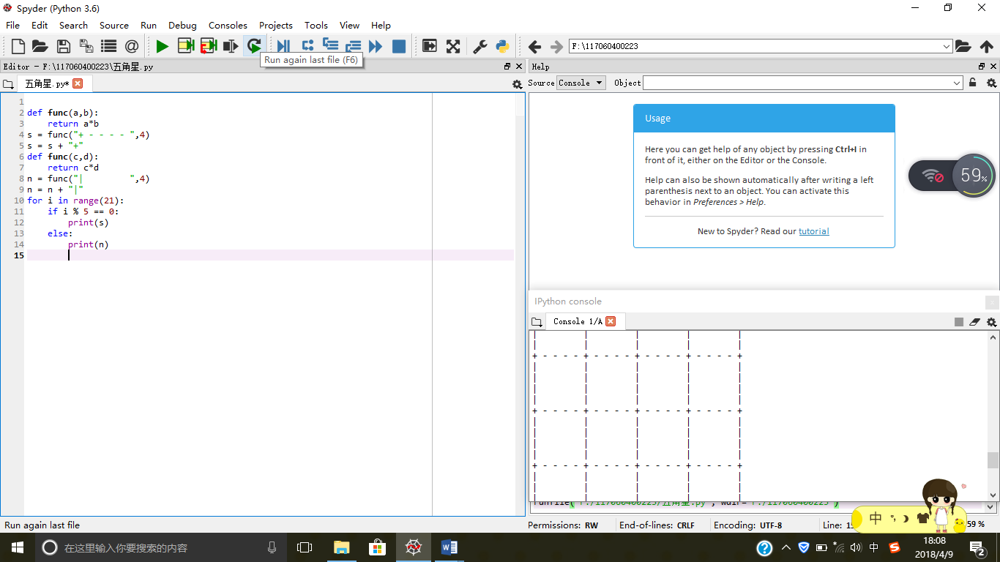 Spyder (Python 3.6)
File Edit Search Source Run Debug Consoles Projects Tools View Help
F:\117060400223
Run again last file (F6)
Editor - F:\117060400223\五角星.py
Help
五角星.py*
Source Console Object
1
2 def func(a,b):
3     return a*b
4 s = func("+ - - - - ",4)
5 s = s + "+"
6 def func(c,d):
7     return c*d
8 n = func("|         ",4)
9 n = n + "|"
10 for i in range(21):
11     if i % 5 == 0:
12         print(s)
13     else:
14         print(n)
15
Usage
Here you can get help of any object by pressing Ctrl+I in
front of it, either on the Editor or the Console.
Help can also be shown automatically after writing a left
parenthesis next to an object. You can activate this
behavior in Preferences > Help.
New to Spyder? Read our tutorial
59%
IPython console
Console 1/A
|         |         |         |         |
|         |         |         |         |
+ - - - - + - - - - + - - - - + - - - - +
|         |         |         |         |
|         |         |         |         |
|         |         |         |         |
|         |         |         |         |
+ - - - - + - - - - + - - - - + - - - - +
|         |         |         |         |
|         |         |         |         |
|         |         |         |         |
|         |         |         |         |
+ - - - - + - - - - + - - - - + - - - - +
|         |         |         |         |
|         |         |         |         |
|         |         |         |         |
runfile('F:/117060400223/五角星.py', wdir='F:/117060400223')
中
Run again last file
Permissions: RW End-of-lines: CRLF Encoding: UTF-8 Line: 59 %
在这里输入你要搜索的内容
中
18:08
2018/4/9
2